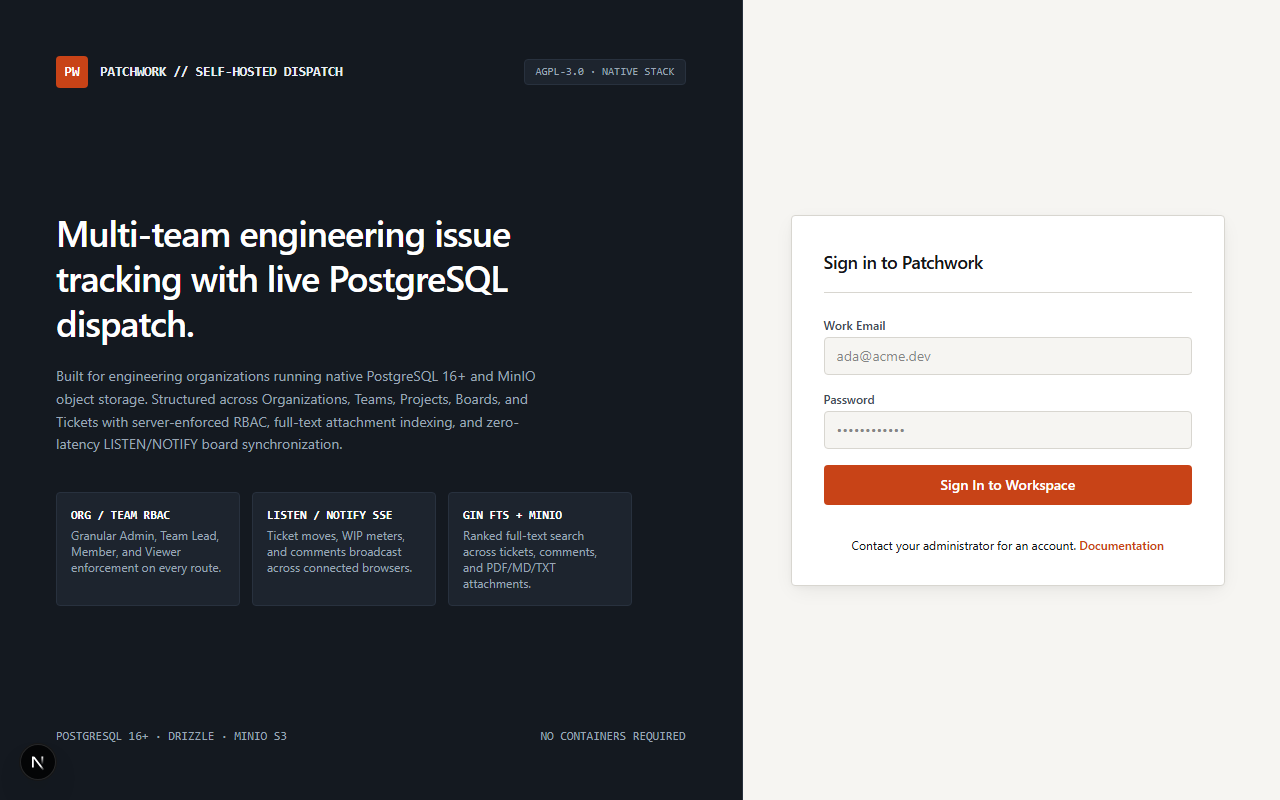 PW
PATCHWORK // SELF-HOSTED DISPATCH
AGPL-3.0 · NATIVE STACK
Multi-team engineering issue
tracking with live PostgreSQL
dispatch.
Built for engineering organizations running native PostgreSQL 16+ and MinIO
object storage. Structured across Organizations, Teams, Projects, Boards, and
Tickets with server-enforced RBAC, full-text attachment indexing, and zero-
latency LISTEN/NOTIFY board synchronization.
ORG / TEAM RBAC
Granular Admin, Team Lead,
Member, and Viewer
enforcement on every route.
LISTEN / NOTIFY SSE
Ticket moves, WIP meters,
and comments broadcast
across connected browsers.
GIN FTS + MINIO
Ranked full-text search
across tickets, comments,
and PDF/MD/TXT
attachments.
POSTGRESQL 16+ · DRIZZLE · MINIO S3
NO CONTAINERS REQUIRED
N
Sign in to Patchwork
Work Email
ada@acme.dev
Password
••••••••••••
Sign In to Workspace
Contact your administrator for an account. Documentation